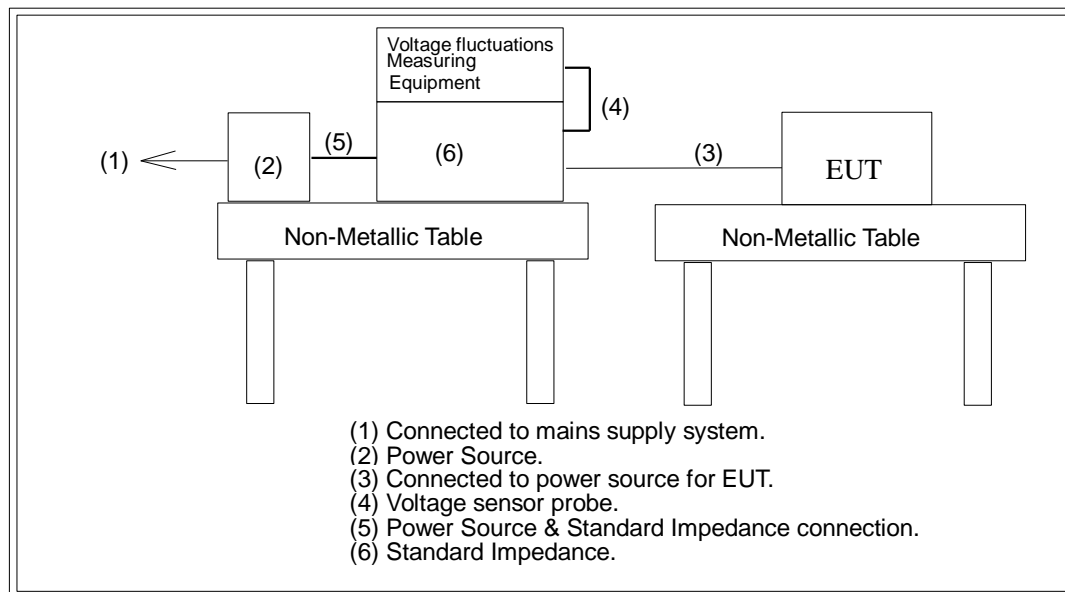 Voltage fluctuations
Measuring
Equipment
(4)
(1)
(2)
(5)
(6)
(3)
EUT
Non-Metallic Table
Non-Metallic Table
(1) Connected to mains supply system.
(2) Power Source.
(3) Connected to power source for EUT.
(4) Voltage sensor probe.
(5) Power Source & Standard Impedance connection.
(6) Standard Impedance.